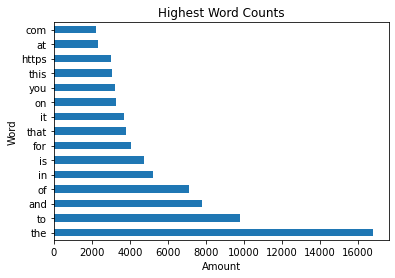 Highest Word Counts
com
at
https
this
you
on
it
that
for
is
in
of
and
to
the
Word
0 2000 4000 6000 8000 10000 12000 14000 16000
Amount